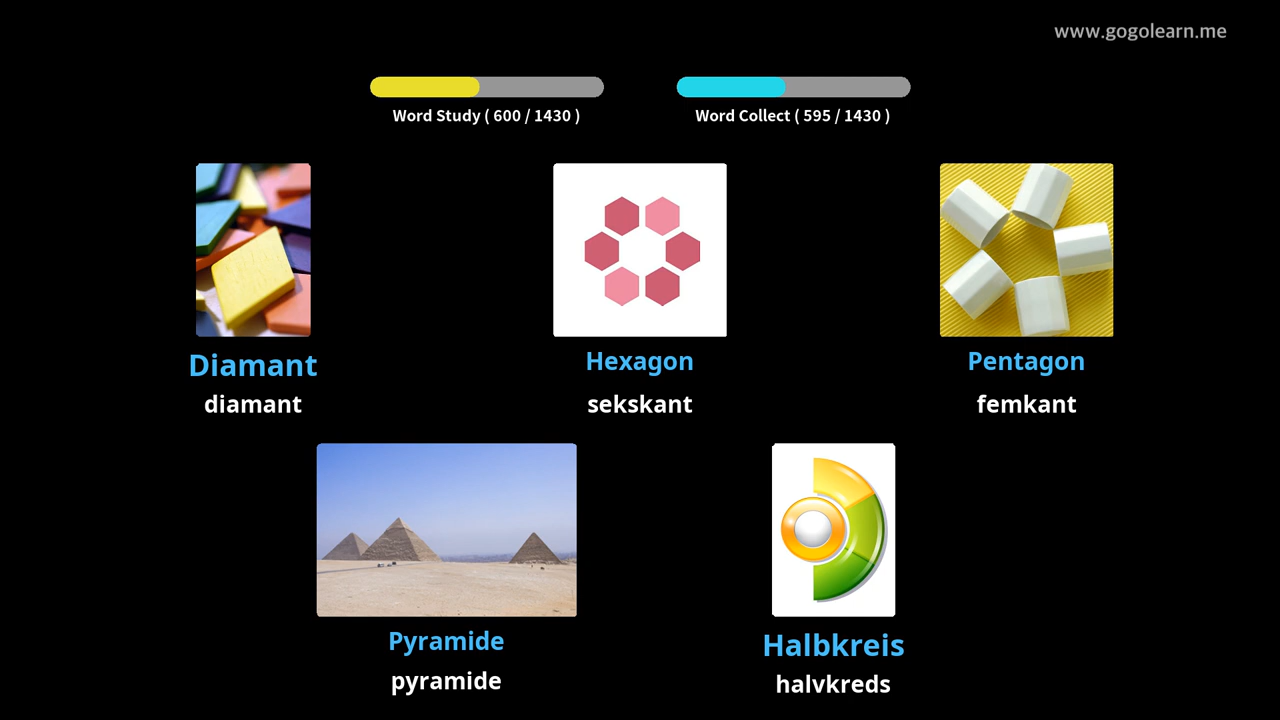 www.gogolearn.me
Word Study ( 600 / 1430 )
Word Collect ( 595 / 1430 )
Diamant
diamant
Hexagon
sekskant
Pentagon
femkant
Pyramide
pyramide
Halbkreis
halvkreds